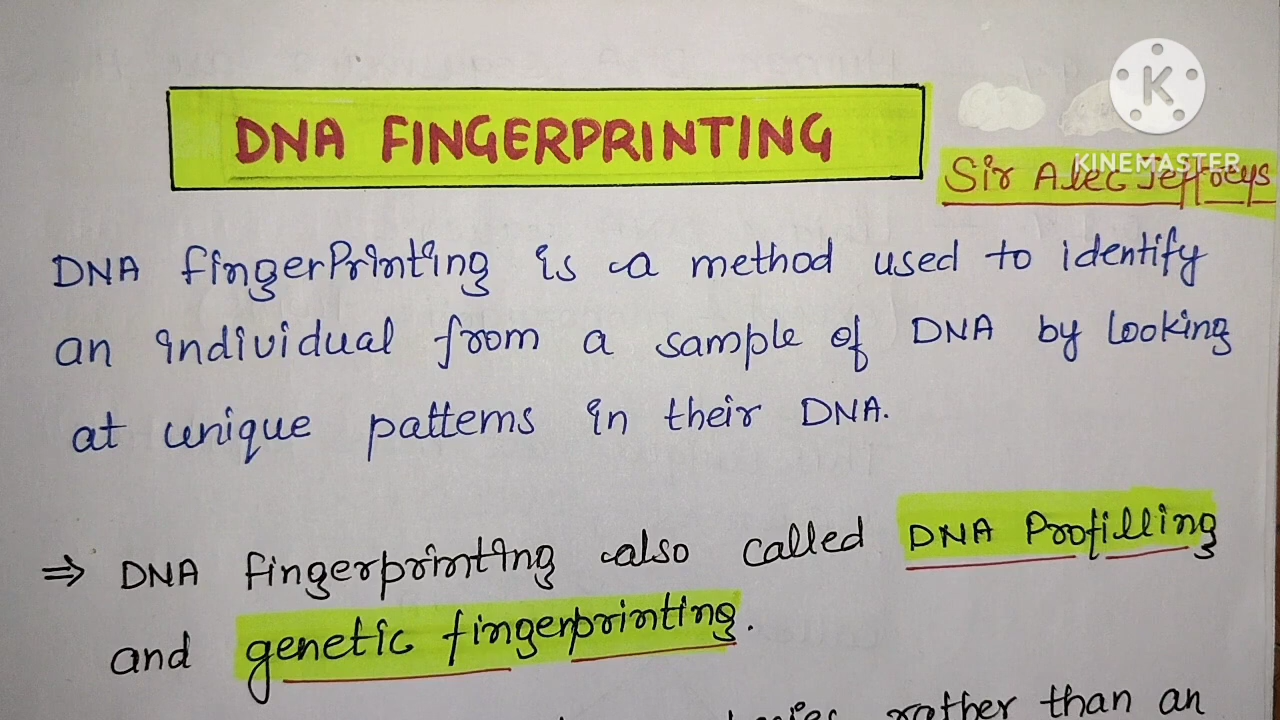 DNA FINGERPRINTING
K
KINEMASTER
Sir Alec Jeffreys
DNA fingerprinting is a method used to identify
an individual from a sample of DNA by looking
at unique patterns in their DNA.
⇒ DNA fingerprinting also called DNA Profilling
and genetic fingerprinting.
rather than an